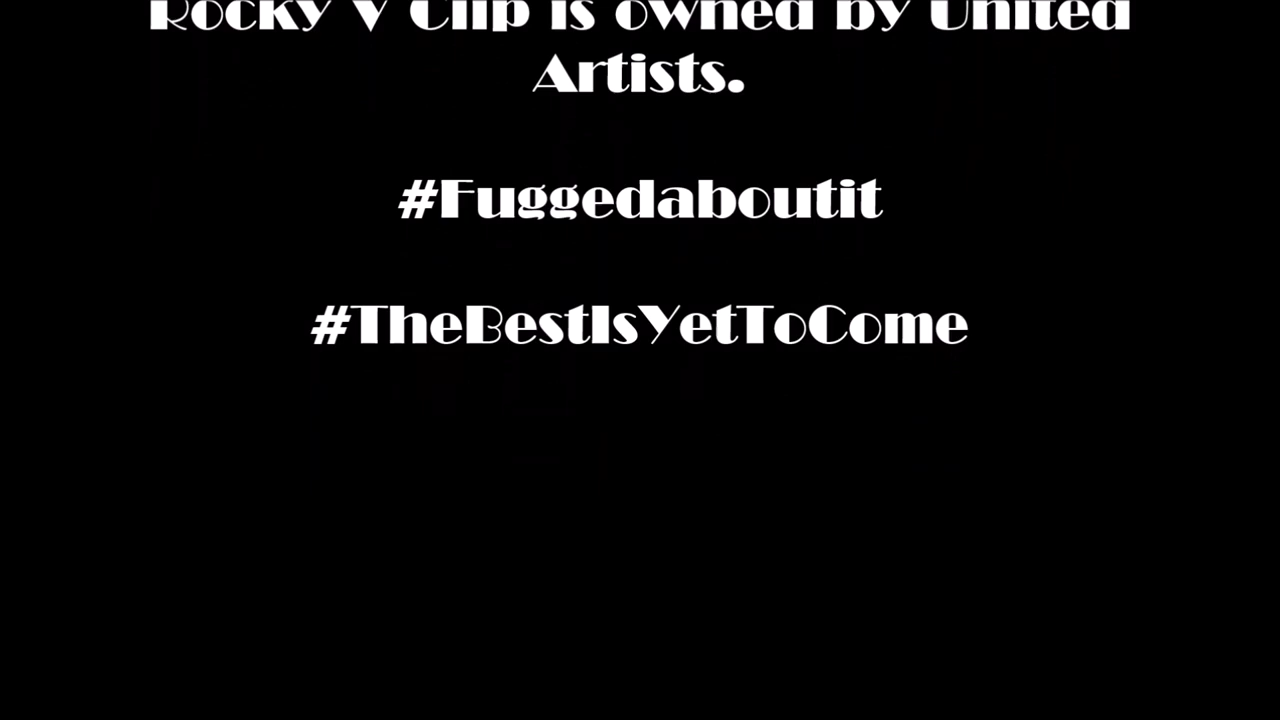 Rocky V Clip is owned by United
Artists.
#Fuggedaboutit
#TheBestIsYetToCome